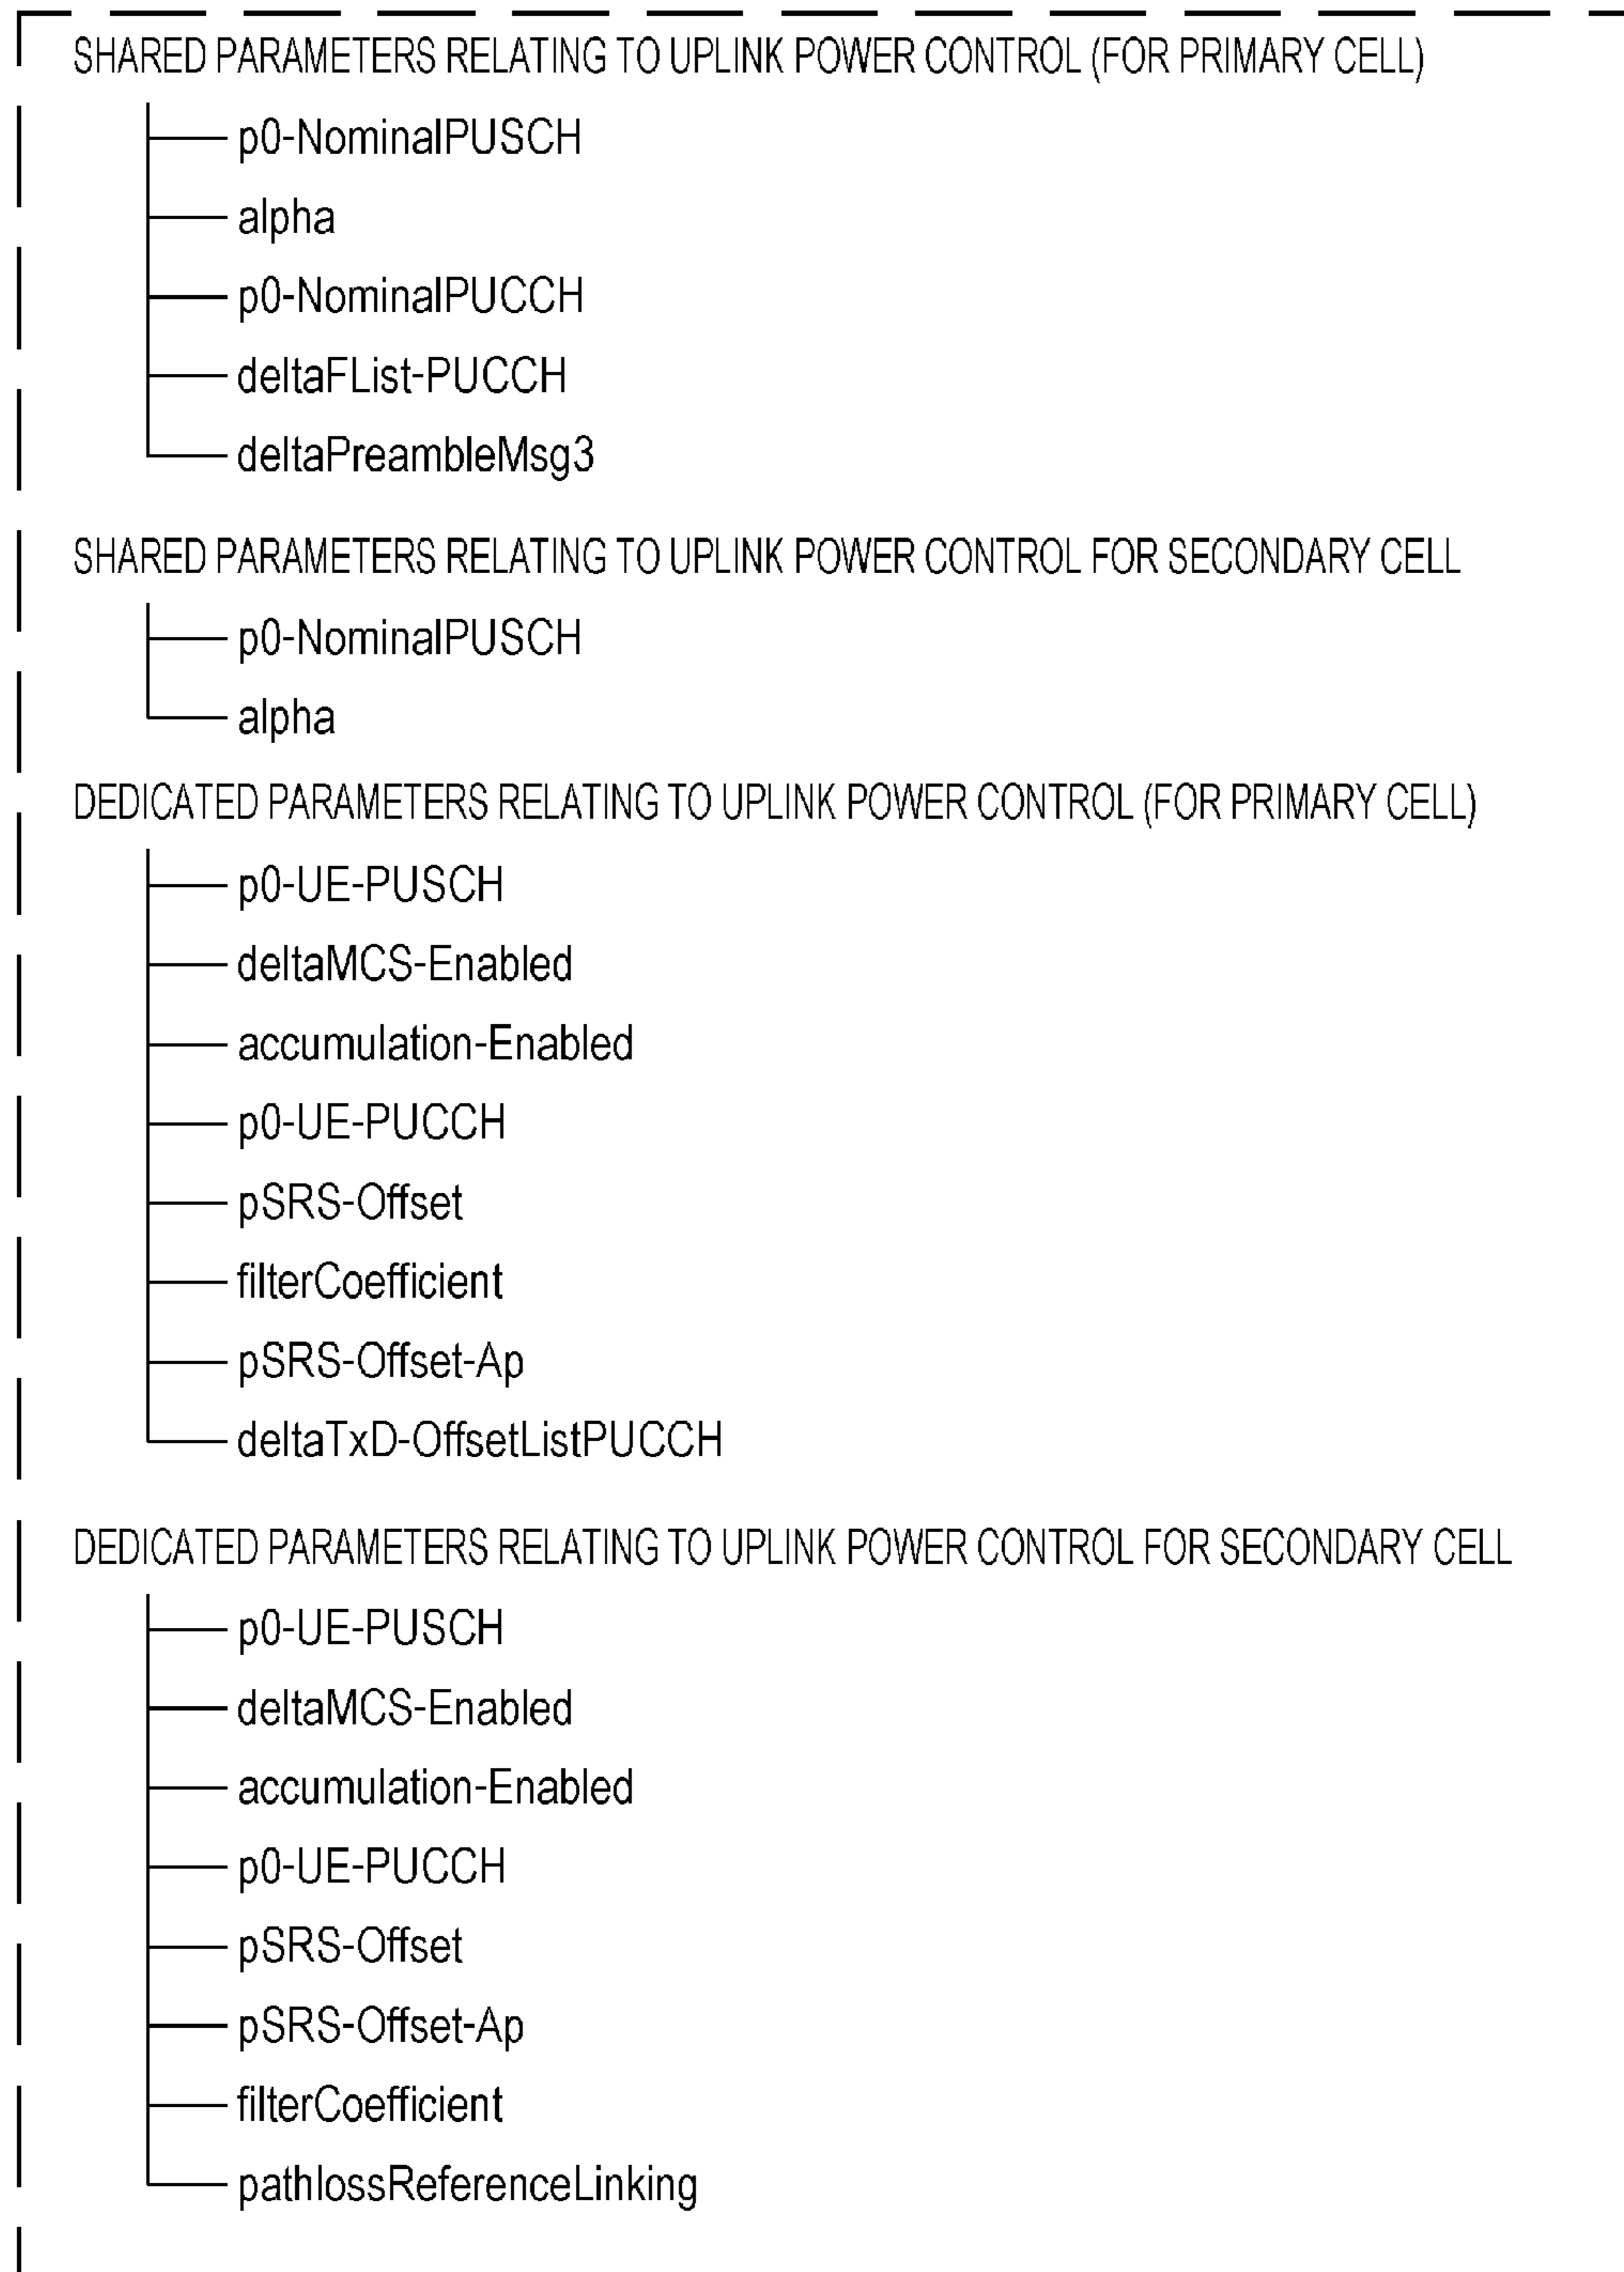 SHARED PARAMETERS RELATING TO UPLINK POWER CONTROL (FOR PRIMARY CELL)
p0-NominalPUSCH
alpha
p0-NominalPUCCH
deltaFList-PUCCH
deltaPreambleMsg3
SHARED PARAMETERS RELATING TO UPLINK POWER CONTROL FOR SECONDARY CELL
p0-NominalPUSCH
alpha
DEDICATED PARAMETERS RELATING TO UPLINK POWER CONTROL (FOR PRIMARY CELL)
p0-UE-PUSCH
deltaMCS-Enabled
accumulation-Enabled
p0-UE-PUCCH
pSRS-Offset
filterCoefficient
pSRS-Offset-Ap
deltaTxD-OffsetListPUCCH
DEDICATED PARAMETERS RELATING TO UPLINK POWER CONTROL FOR SECONDARY CELL
p0-UE-PUSCH
deltaMCS-Enabled
accumulation-Enabled
p0-UE-PUCCH
pSRS-Offset
pSRS-Offset-Ap
filterCoefficient
pathlossReferenceLinking